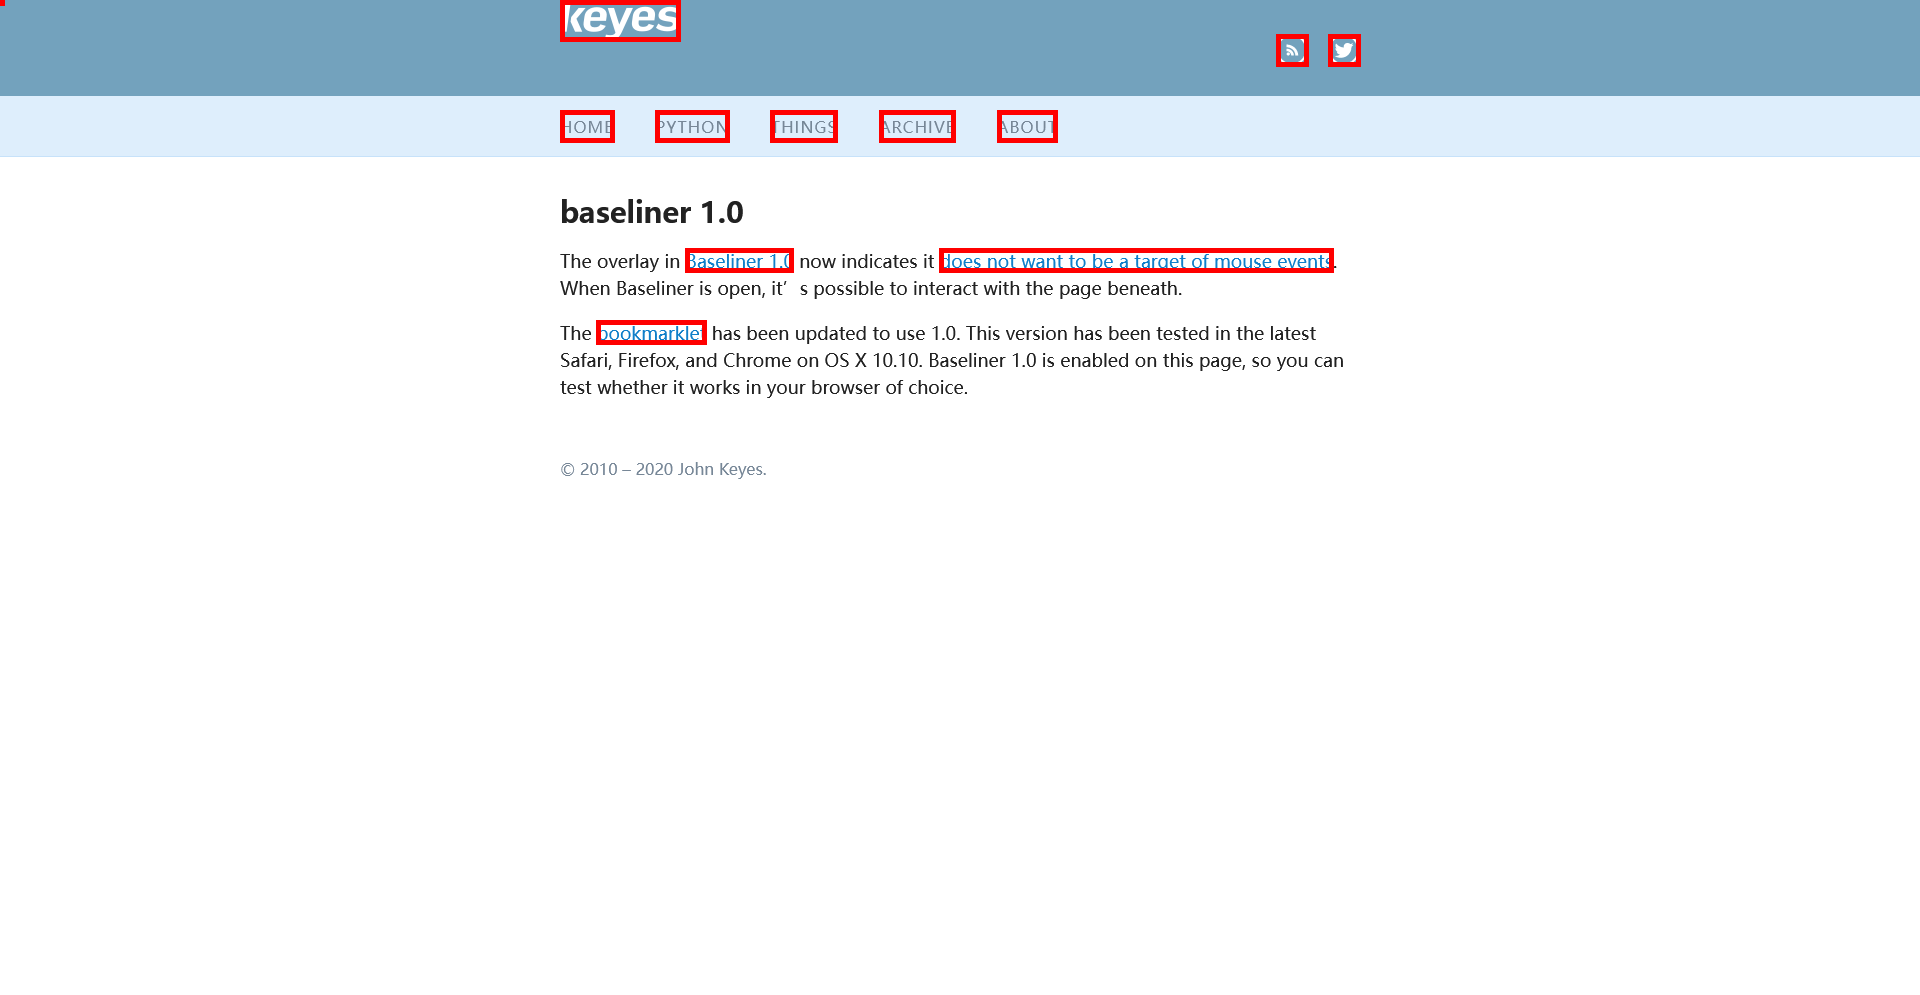 keyes
HOME PYTHON THINGS ARCHIVE ABOUT
baseliner 1.0
The overlay in Baseliner 1.0 now indicates it does not want to be a target of mouse events.
When Baseliner is open, it’s possible to interact with the page beneath.
The bookmarklet has been updated to use 1.0. This version has been tested in the latest
Safari, Firefox, and Chrome on OS X 10.10. Baseliner 1.0 is enabled on this page, so you can
test whether it works in your browser of choice.
© 2010 – 2020 John Keyes.